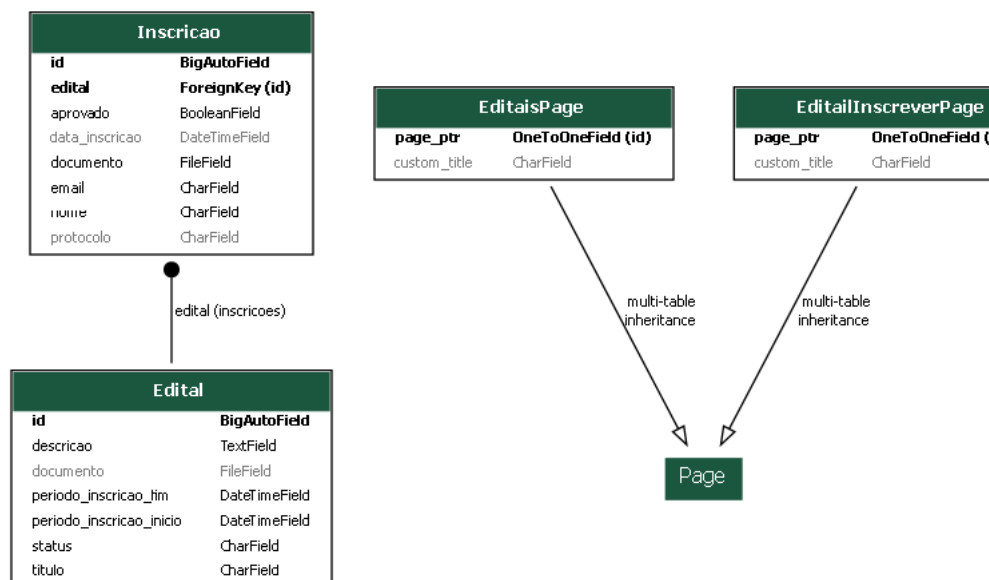 Inscricao
id BigAutoField
edital ForeignKey (id)
aprovado BooleanField
data_inscricao DateTimeField
documento FileField
email CharField
nome CharField
protocolo CharField
edital (inscricoes)
Edital
id BigAutoField
descricao TextField
documento FileField
periodo_inscricao_fim DateTimeField
periodo_inscricao_inicio DateTimeField
status CharField
titulo CharField
EditaisPage
page_ptr OneToOneField (id)
custom_title CharField
EditailInscreverPage
page_ptr OneToOneField (
custom_title CharField
multi-table
inheritance
multi-table
inheritance
Page